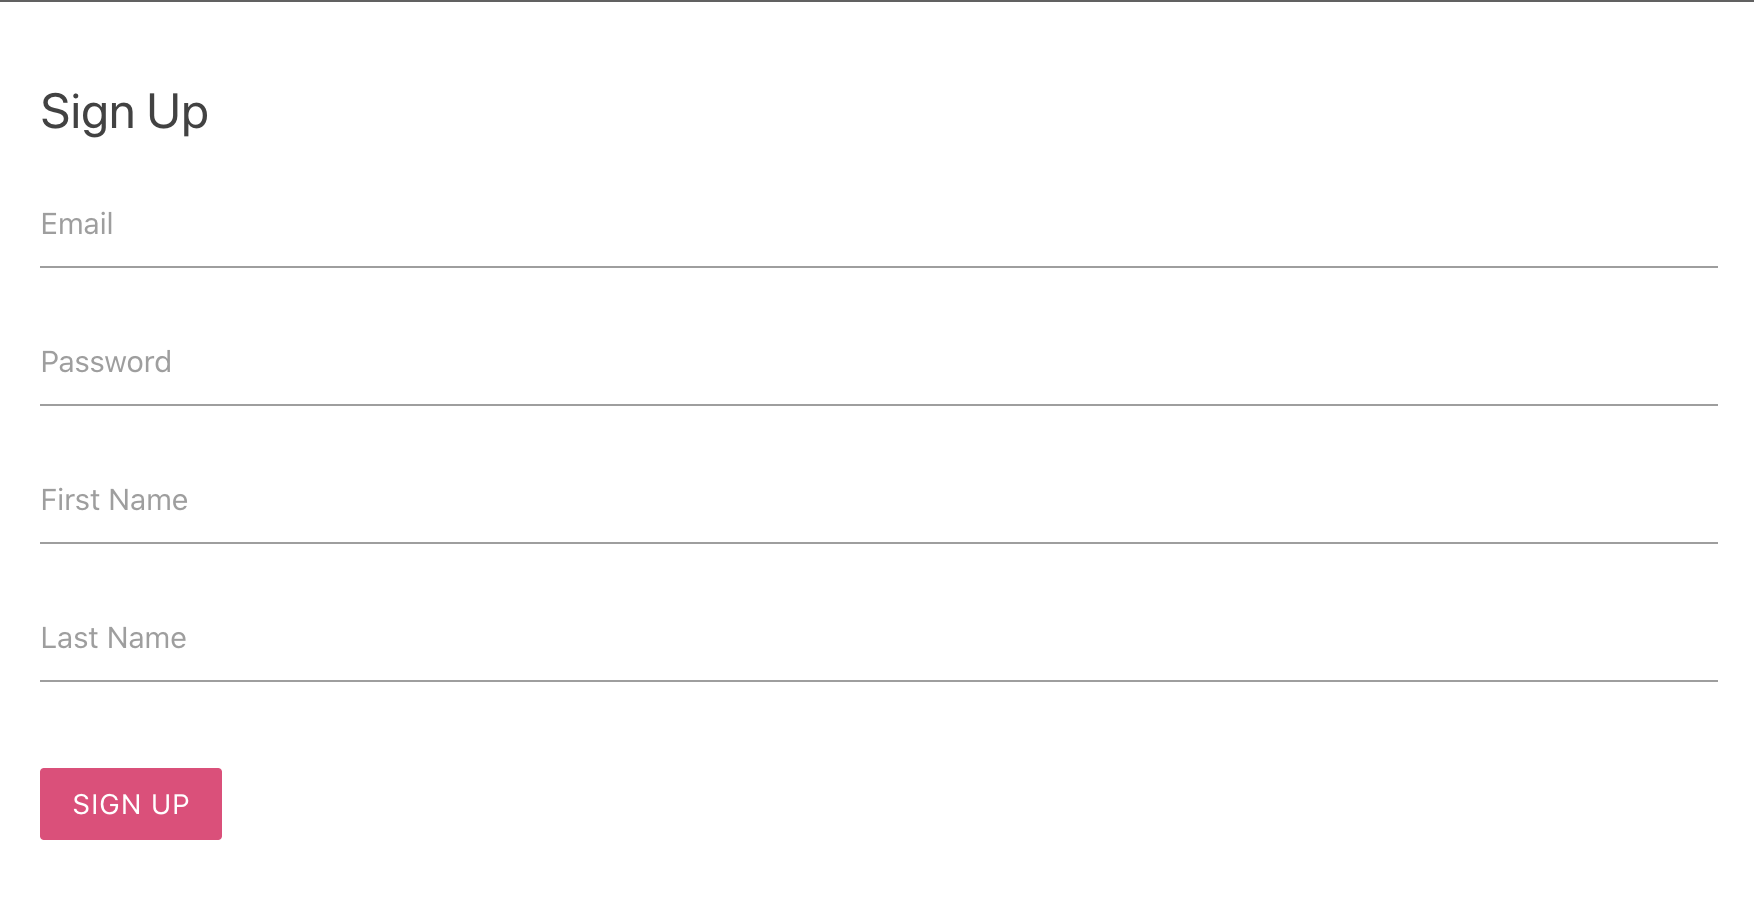 Sign Up
Email
Password
First Name
Last Name
SIGN UP